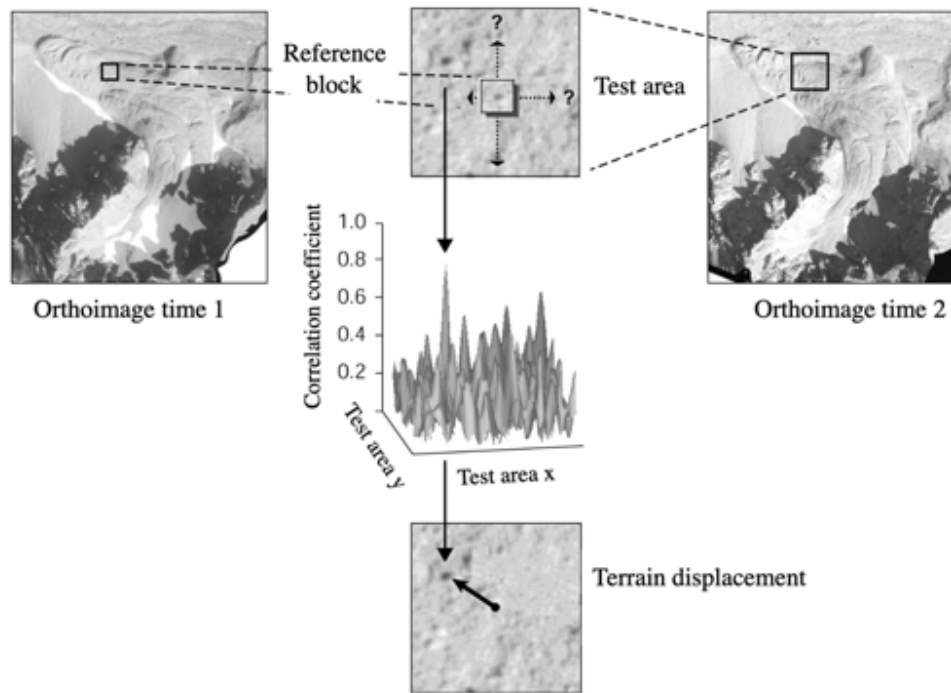 Reference
block
?
?
Test area
Orthoimage time 1
Orthoimage time 2
Correlation coefficient
1.0
0.8
0.6
0.4
0.2
Test area y
Test area x
Terrain displacement